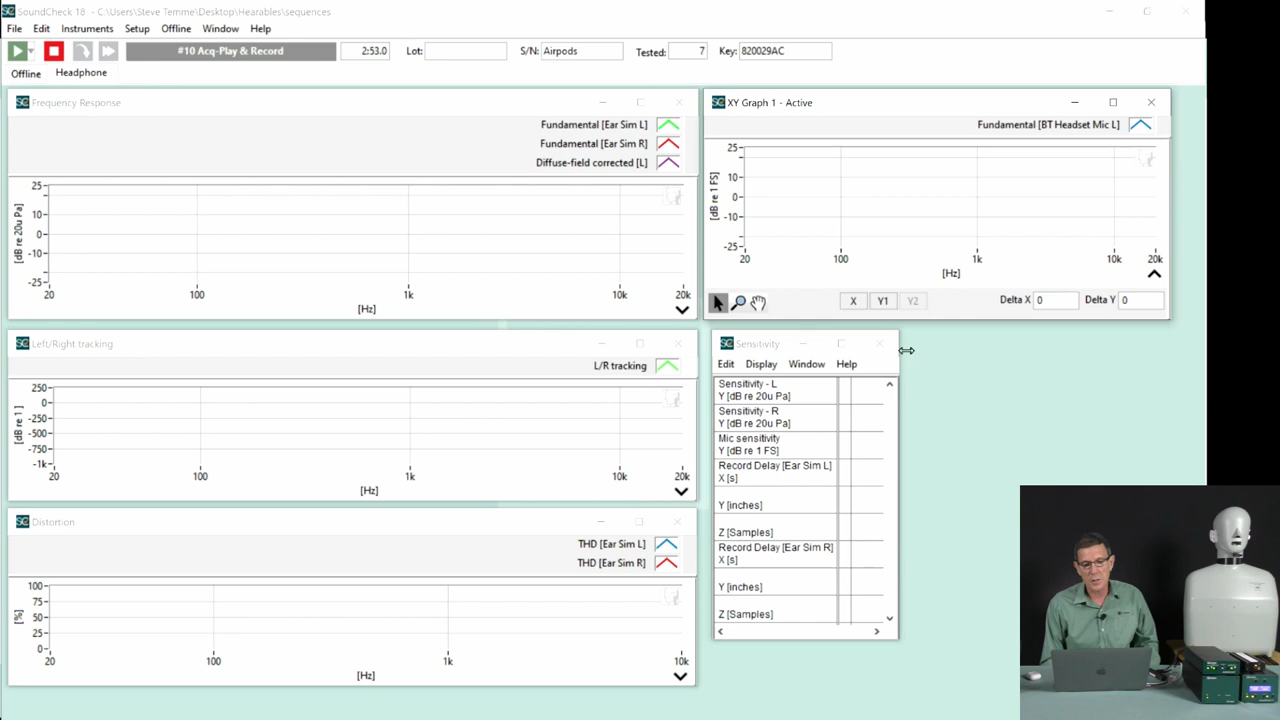 SoundCheck 18 - C:\Users\Steve Temme\Desktop\Hearables\sequences
File Edit Instruments Setup Offline Window Help
#10 Acq-Play & Record 2:53.0 Lot: S/N: Airpods Tested: 7 Key: 820029AC
Offline Headphone
Frequency Response
Fundamental [Ear Sim L]
Fundamental [Ear Sim R]
Diffuse-field corrected [L]
[dB re 20u Pa]
25
10
0
-10
-25
20 100 1k 10k 20k
[Hz]
XY Graph 1 - Active
Fundamental [BT Headset Mic L]
[dB re 1 FS]
25
10
0
-10
-25
20 100 1k 10k 20k
[Hz]
X Y1 Y2 Delta X 0 Delta Y 0
Left/Right tracking
L/R tracking
[dB re 1 ]
250
0
-250
-500
-750
-1k
20 100 1k 10k 20k
[Hz]
Sensitivity
Edit Display Window Help
Sensitivity - L
Y [dB re 20u Pa]
Sensitivity - R
Y [dB re 20u Pa]
Mic sensitivity
Y [dB re 1 FS]
Record Delay [Ear Sim L]
X [s]
Y [inches]
Z [Samples]
Record Delay [Ear Sim R]
X [s]
Y [inches]
Z [Samples]
Distortion
THD [Ear Sim L]
THD [Ear Sim R]
[%]
100
75
50
25
0
20 100 1k 10k
[Hz]